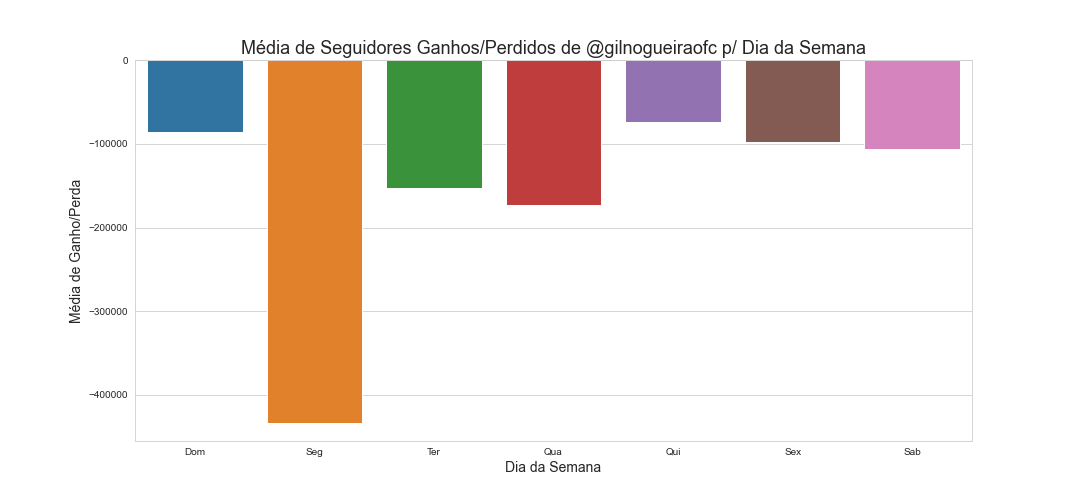 Média de Seguidores Ganhos/Perdidos de @gilnogueiraofc p/ Dia da Semana
0
−100000
−200000
−300000
−400000
Média de Ganho/Perda
Dom Seg Ter Qua Qui Sex Sab
Dia da Semana